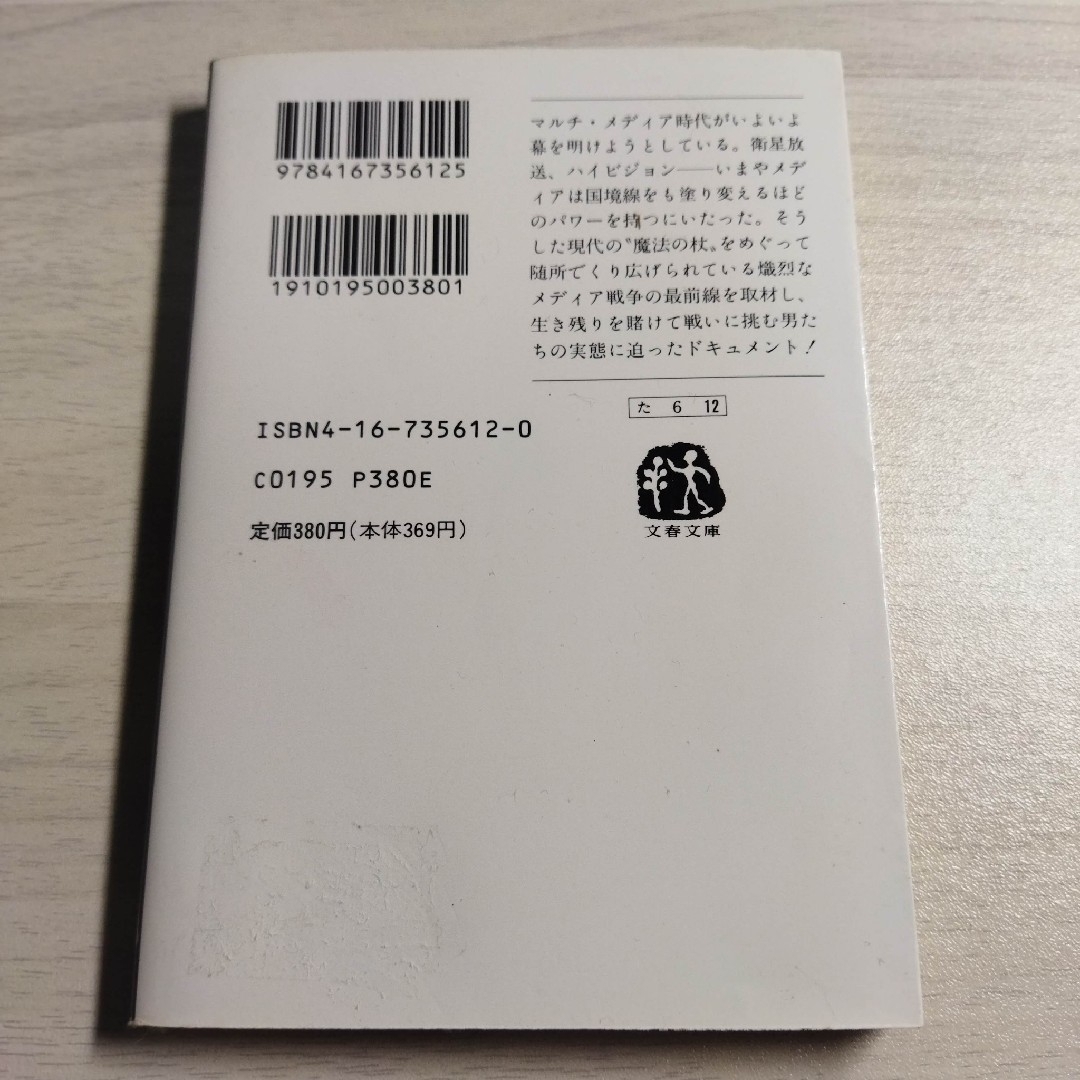 9784167356125
1910195003801
ISBN4-16-735612-0
C0195 P380E
定価380円(本体369円)
マルチ・メディア時代がいよいよ
幕を明けようとしている。衛星放
送、ハイビジョン——いまやメデ
ィアは国境線をも塗り変えるほど
のパワーを持つにいたった。そう
した現代の〝魔法の杖〟をめぐって
随所でくり広げられている熾烈な
メディア戦争の最前線を取材し、
生き残りを賭けて戦いに挑む男た
ちの実態に迫ったドキュメント!
た 6 12
文春文庫